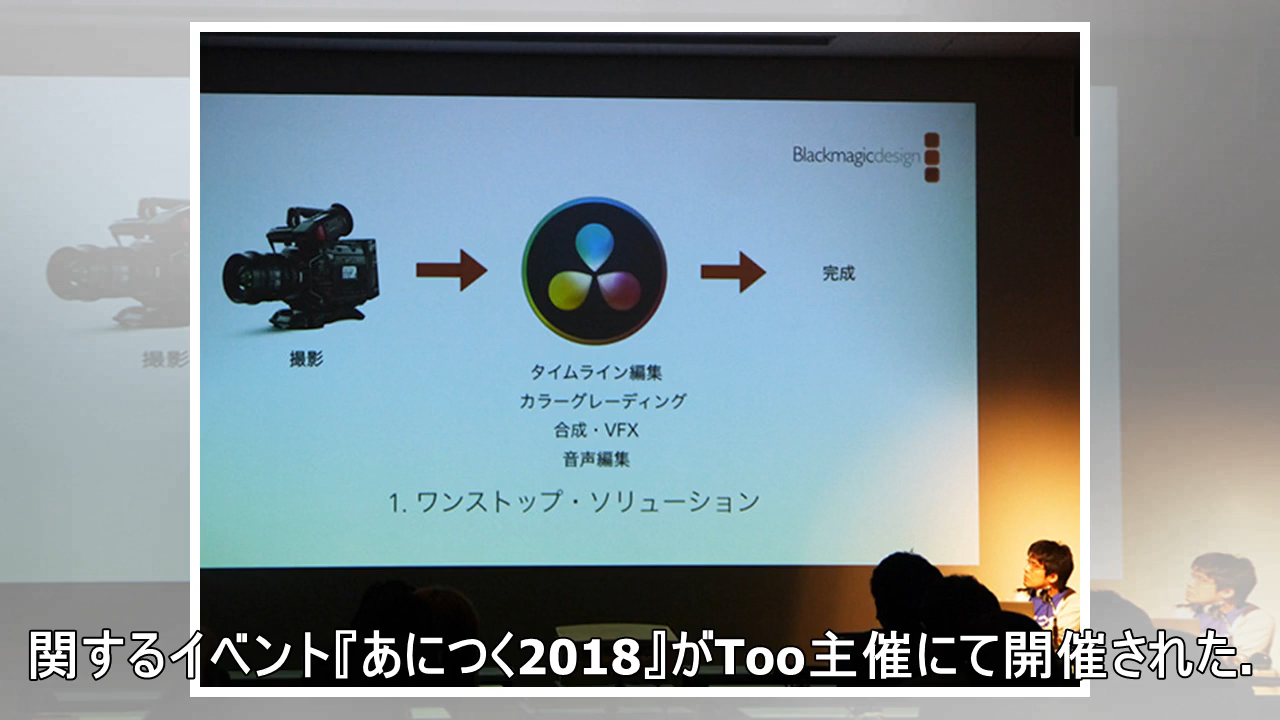 Blackmagicdesign
撮影
完成
タイムライン編集
カラーグレーディング
合成・VFX
音声編集
1. ワンストップ・ソリューション
撮影
関するイベント『あにつく2018』がToo主催にて開催された.